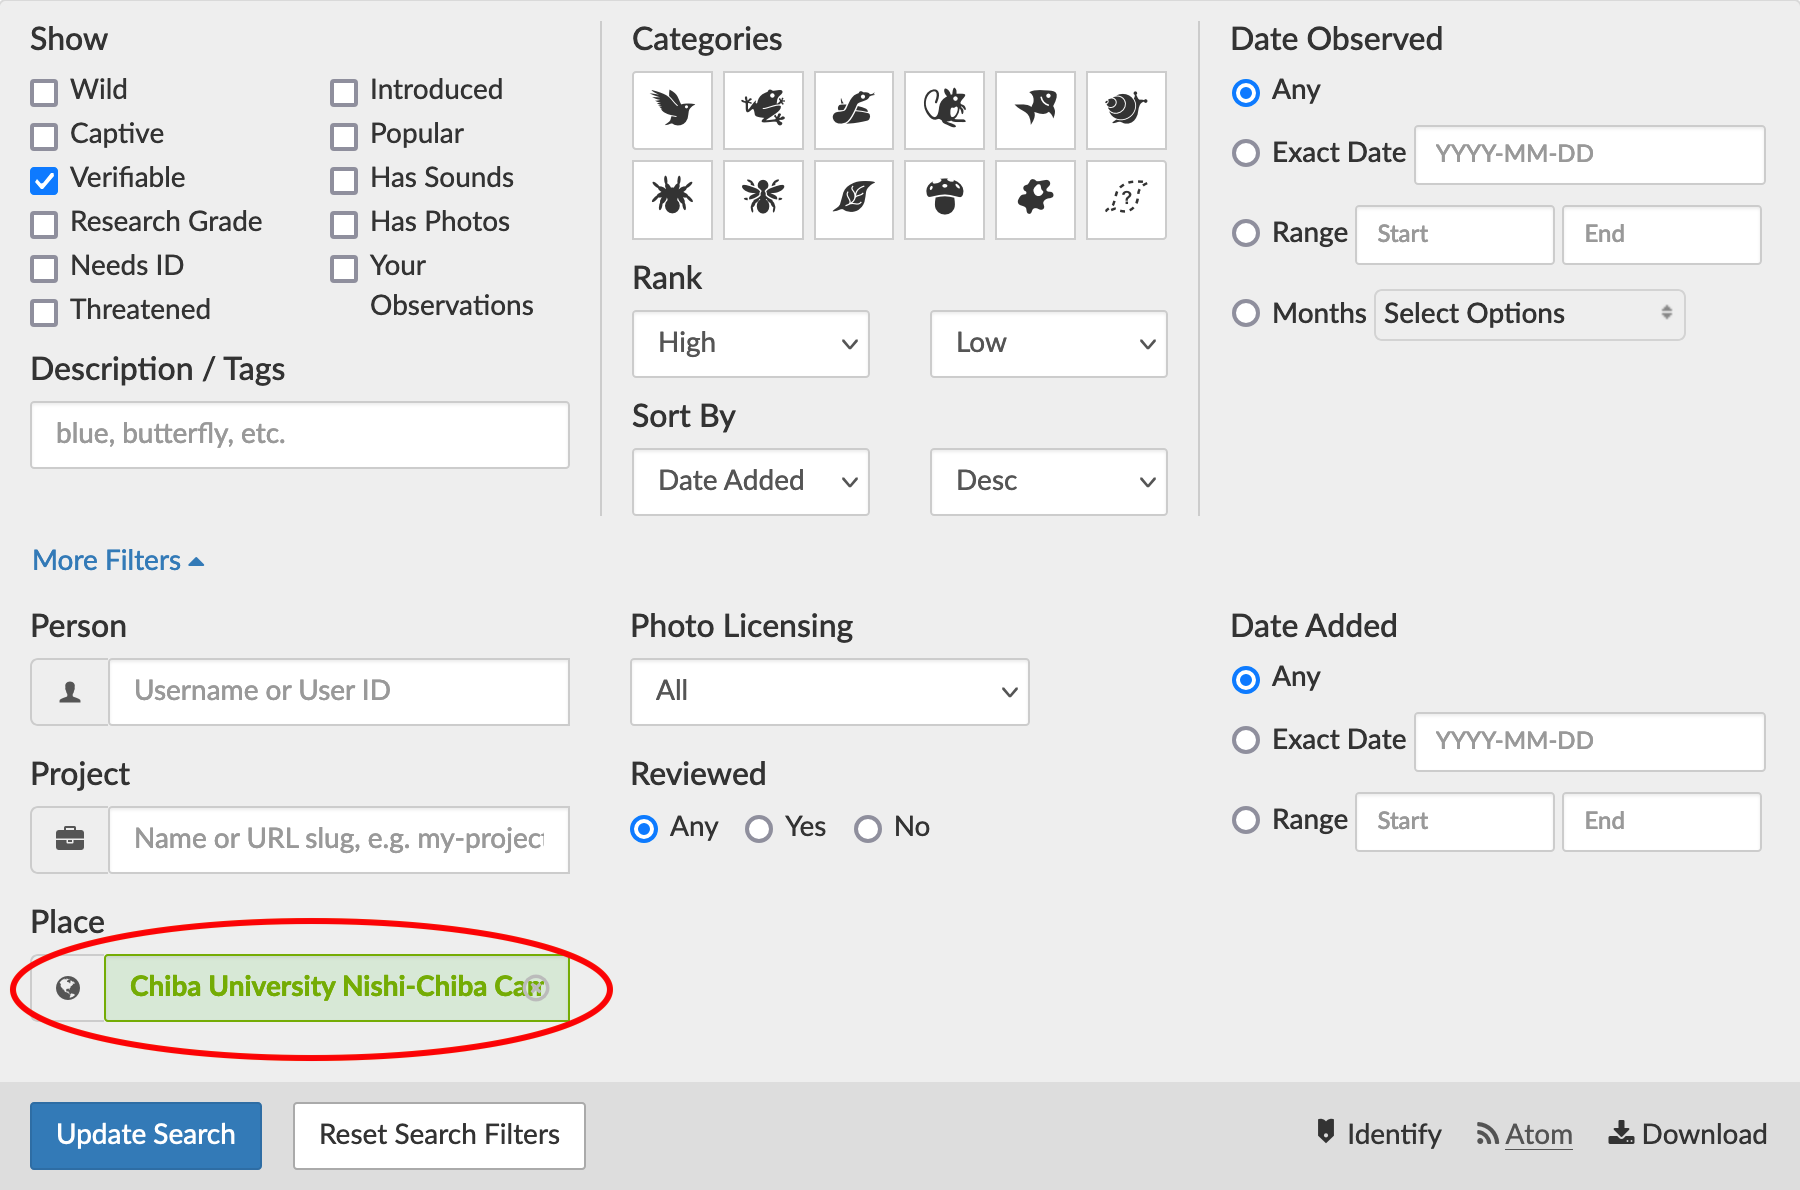 Show
Wild
Captive
Verifiable
Research Grade
Needs ID
Threatened
Introduced
Popular
Has Sounds
Has Photos
Your
Observations
Description / Tags
blue, butterfly, etc.
Categories
?
Rank
High
Low
Sort By
Date Added
Desc
Date Observed
Any
Exact Date YYYY-MM-DD
Range Start End
Months Select Options
More Filters
Person
Username or User ID
Project
Name or URL slug, e.g. my-project
Place
Chiba University Nishi-Chiba Cam
Photo Licensing
All
Reviewed
Any Yes No
Date Added
Any
Exact Date YYYY-MM-DD
Range Start End
Update Search Reset Search Filters Identify Atom Download